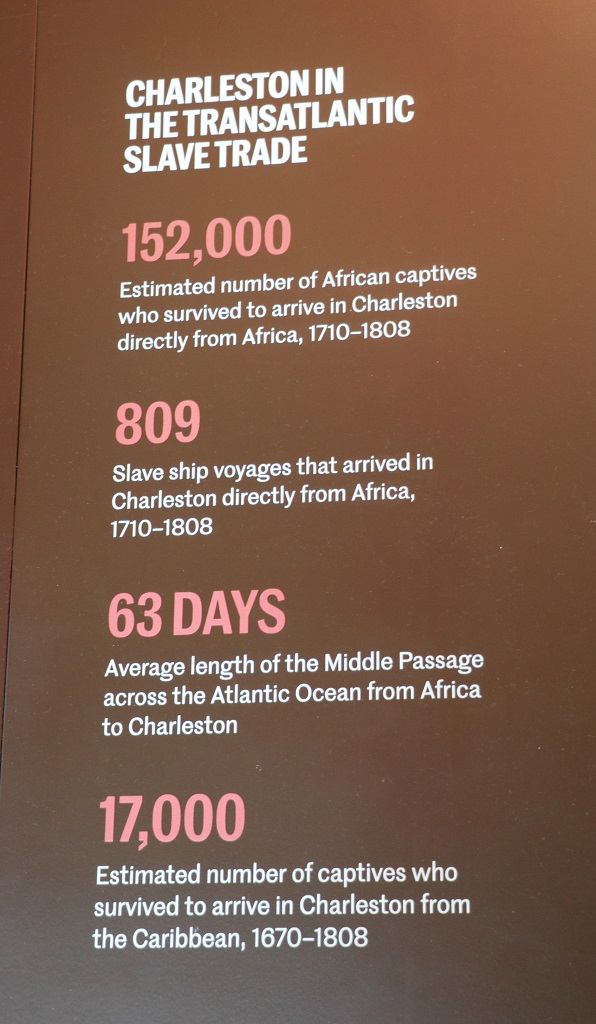 CHARLESTON IN
THE TRANSATLANTIC
SLAVE TRADE
152,000
Estimated number of African captives
who survived to arrive in Charleston
directly from Africa, 1710–1808
809
Slave ship voyages that arrived in
Charleston directly from Africa,
1710–1808
63 DAYS
Average length of the Middle Passage
across the Atlantic Ocean from Africa
to Charleston
17,000
Estimated number of captives who
survived to arrive in Charleston from
the Caribbean, 1670–1808